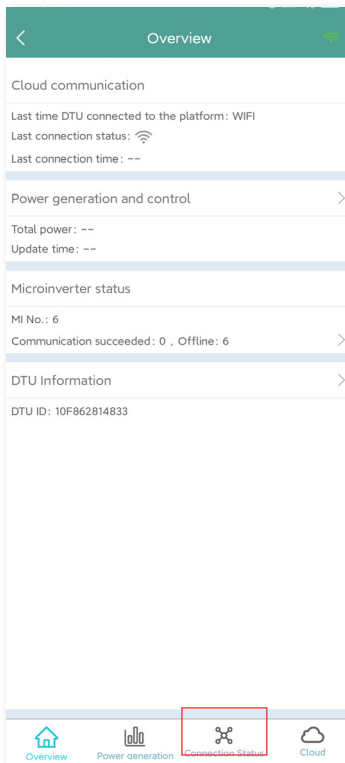 Overview
Cloud communication
Last time DTU connected to the platform: WIFI
Last connection status:
Last connection time: --
Power generation and control
Total power: --
Update time: --
Microinverter status
MI No.: 6
Communication succeeded: 0 , Offline: 6
DTU Information
DTU ID: 10F862814833
Overview
Power generation
Connection Status
Cloud